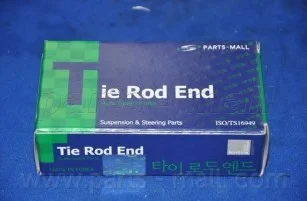 PARTS-MALL
Tie Rod End
Suspension & Steering Parts
ISO/TS16949
Tie Rod End
타이로드엔드